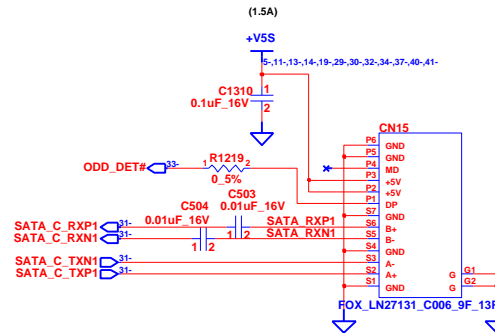 (1.5A)
+V5S
5-,11-,13-,14-,19-,29-,30-,32-,34-,37-,40-,41-
C1310 1
0.1uF_16V
2
CN15
P6 GND
P5 GND
P4 MD
P3 +5V
P2 +5V
P1 DP
S7 GND
S6 B+
S5 B-
S4 GND
S3 A-
S2 A+
S1 GND
G G1
G G2
FOX_LN27131_C006_9F_13P
ODD_DET# 33-
1 R1219 2
0_5%
C504 C503
0.01uF_16V 0.01uF_16V
SATA_C_RXP1 31-
1 2 SATA_RXP1
SATA_C_RXN1 31-
1 2 SATA_RXN1
SATA_C_TXN1 31-
SATA_C_TXP1 31-